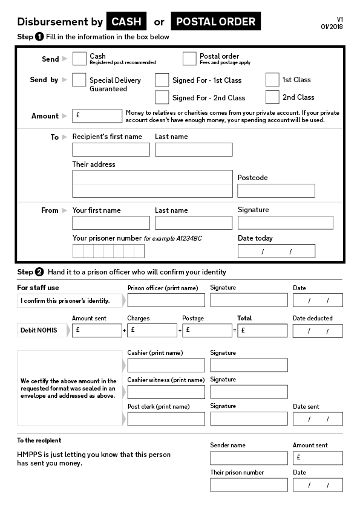 Disbursement by CASH or POSTAL ORDER
V1
01/2018
Step 1 Fill in the information in the box below
Send
Cash
Registered post recommended
Postal order
Fees and postage apply
Send by
Special Delivery
Guaranteed
Signed For - 1st Class
1st Class
Signed For - 2nd Class
2nd Class
Amount
£
Money to relatives or charities comes from your private account. If your private
account doesn't have enough money, your spending account will be used.
To
Recipient's first name
Last name
Their address
Postcode
From
Your first name
Last name
Signature
Your prisoner number for example A1234BC
Date today
/ /
Step 2 Hand it to a prison officer who will confirm your identity
For staff use
Prison officer (print name)
Signature
Date
I confirm this prisoner's identity.
/ /
Amount sent
Charges
Postage
Total
Date deducted
Debit NOMIS
£ + £ + £ = £
/ /
Cashier (print name)
Signature
We certify the above amount in the
requested format was sealed in an
envelope and addressed as above.
Cashier witness (print name)
Signature
Post clerk (print name)
Signature
Date sent
/ /
To the recipient
HMPPS is just letting you know that this person
has sent you money.
Sender name
Amount sent
£
Their prison number
Date
/ /